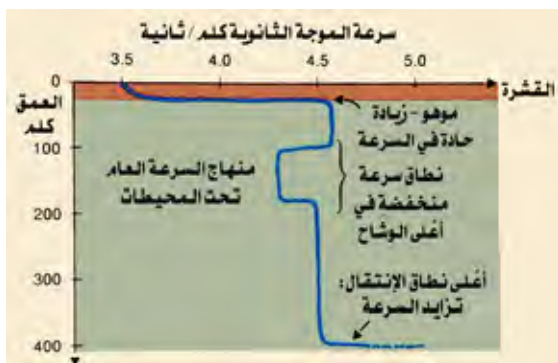 سرعة الموجة الثانوية كلم / ثانية
3.5 4.0 4.5 5.0
القشرة
العمق
كلم
0
100
200
300
400
موهو - زيادة
حادة في السرعة
نطاق سرعة
منخفضة في
أعلى الوشاح
منهاج السرعة العام
تحت المحيطات
أعلى نطاق الإنتقال:
تزايد السرعة